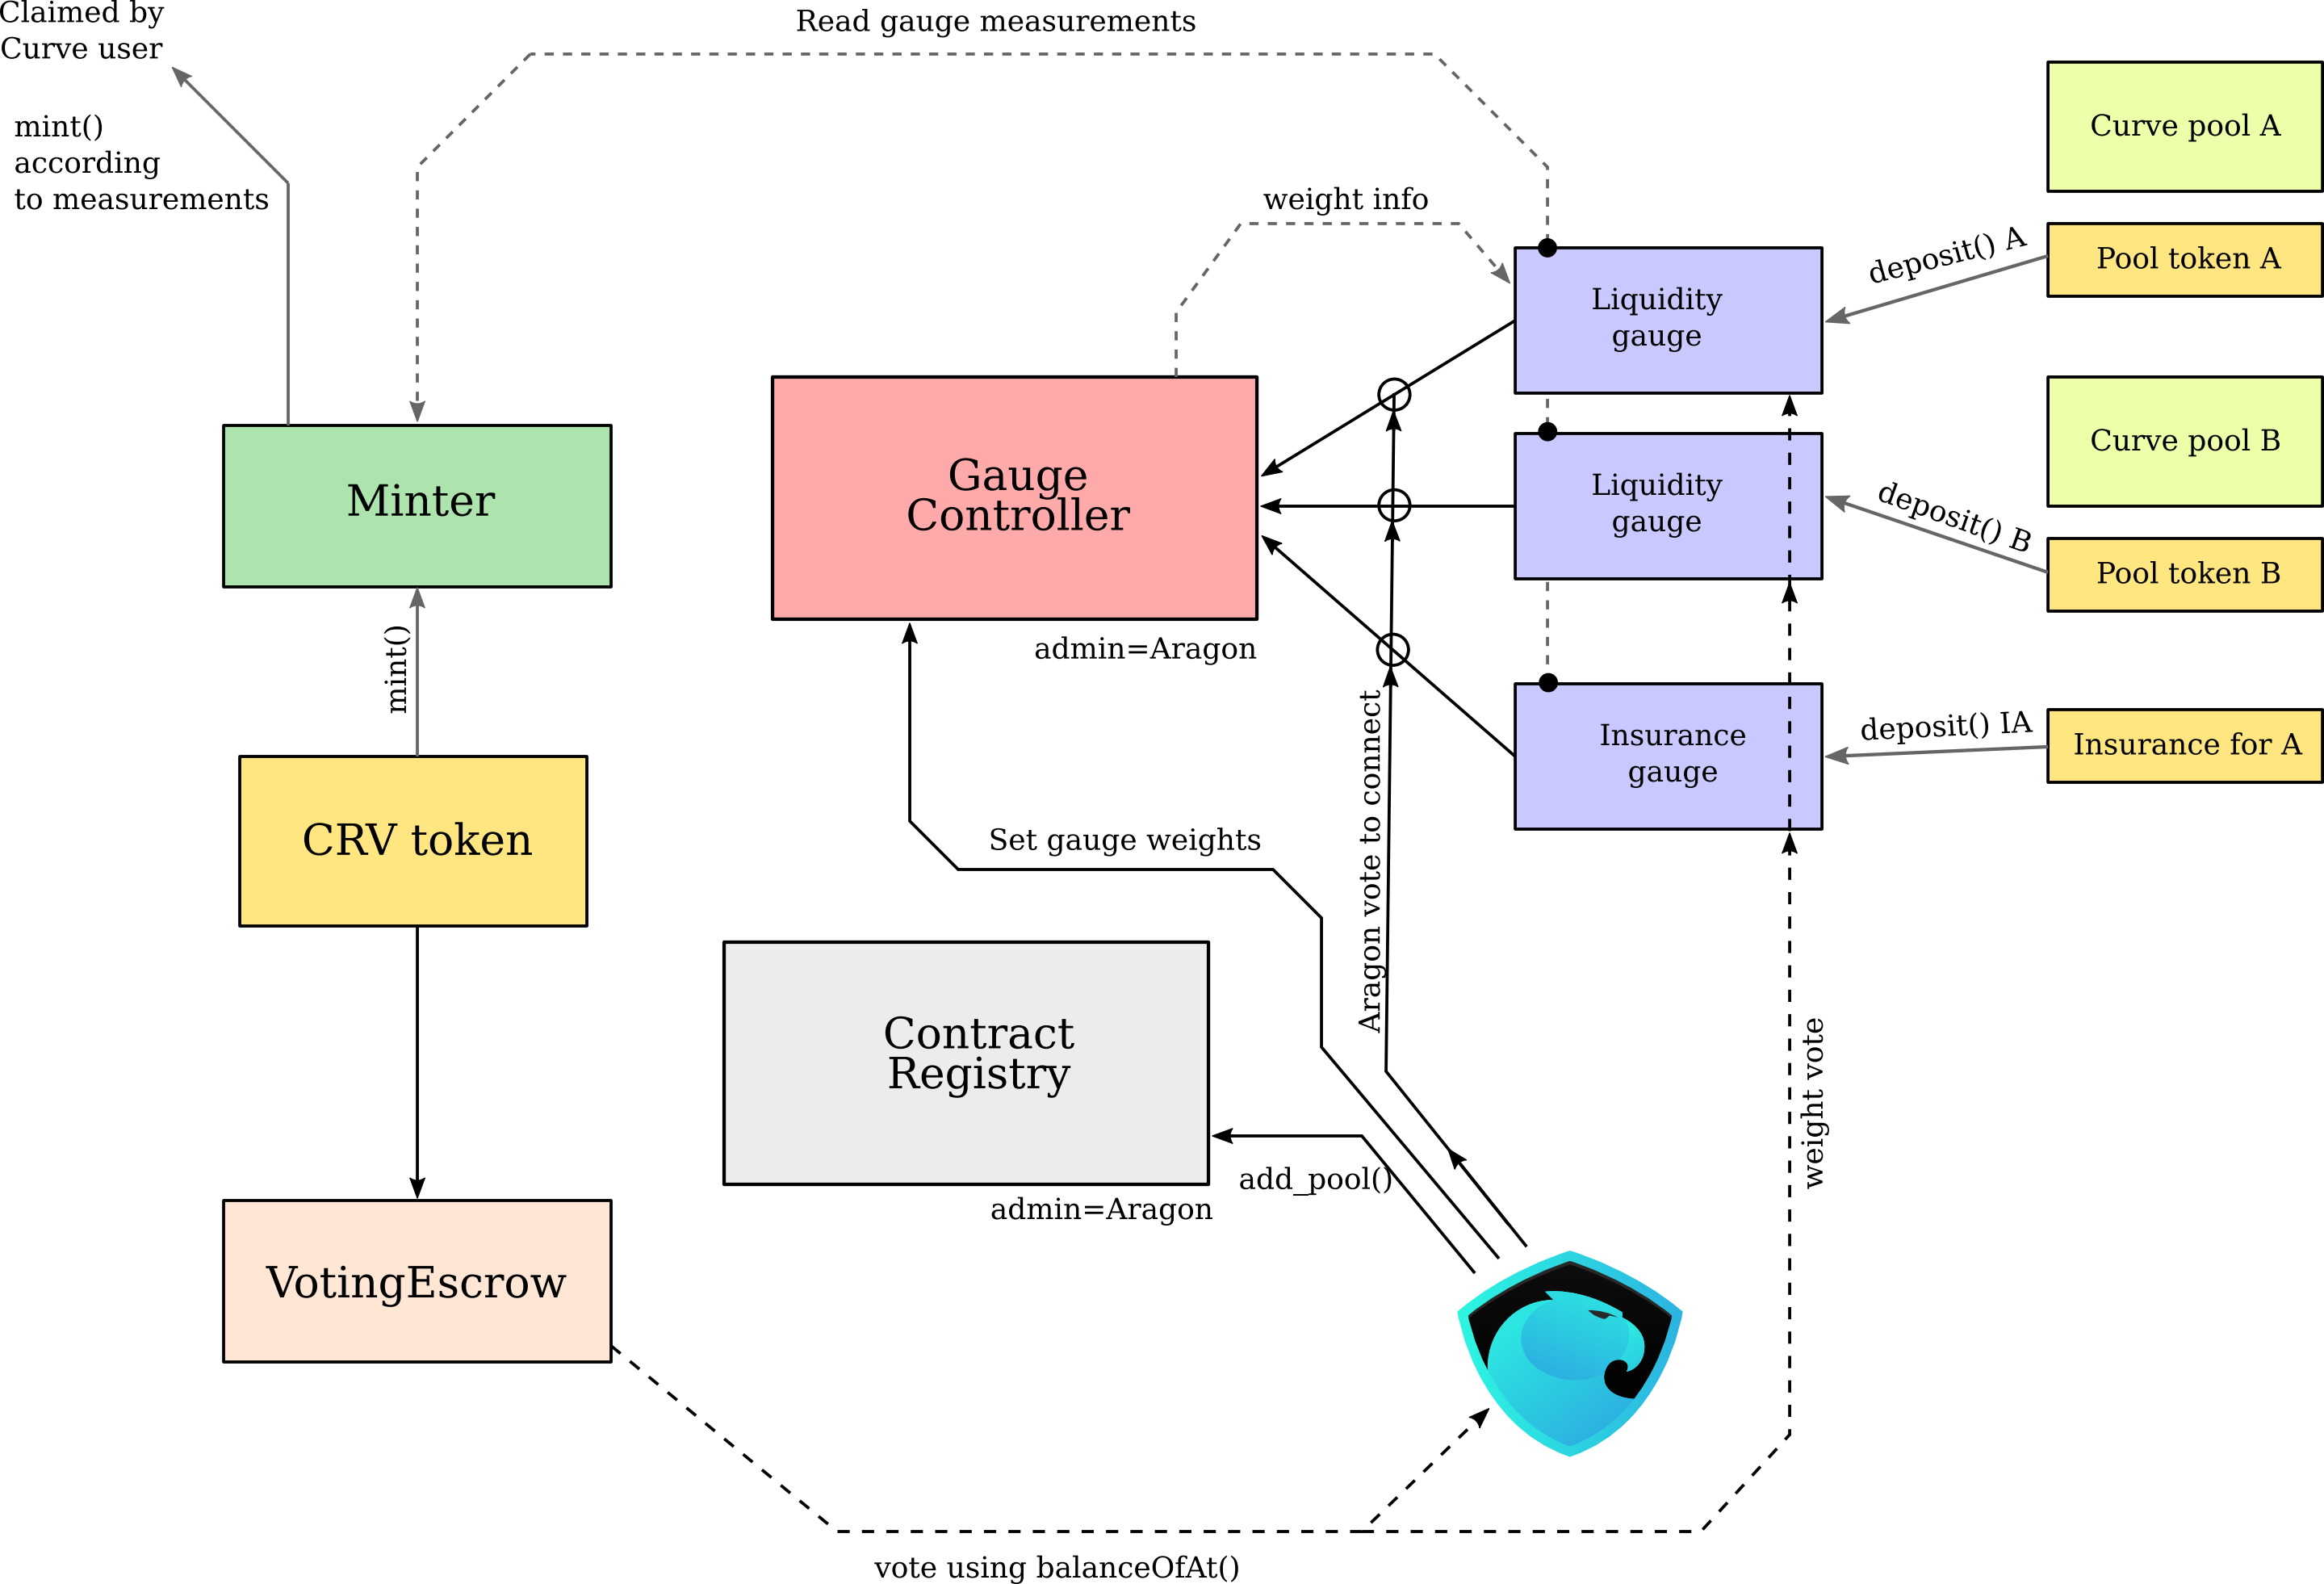 Claimed by
Curve user
mint()
according
to measurements
Read gauge measurements
weight info
Minter
mint()
CRV token
VotingEscrow
Gauge
Controller
admin=Aragon
Set gauge weights
Contract
Registry
admin=Aragon
add_pool()
Aragon vote to connect
Liquidity
gauge
Liquidity
gauge
Insurance
gauge
deposit() A
deposit() B
deposit() IA
Curve pool A
Pool token A
Curve pool B
Pool token B
Insurance for A
weight vote
vote using balanceOfAt()